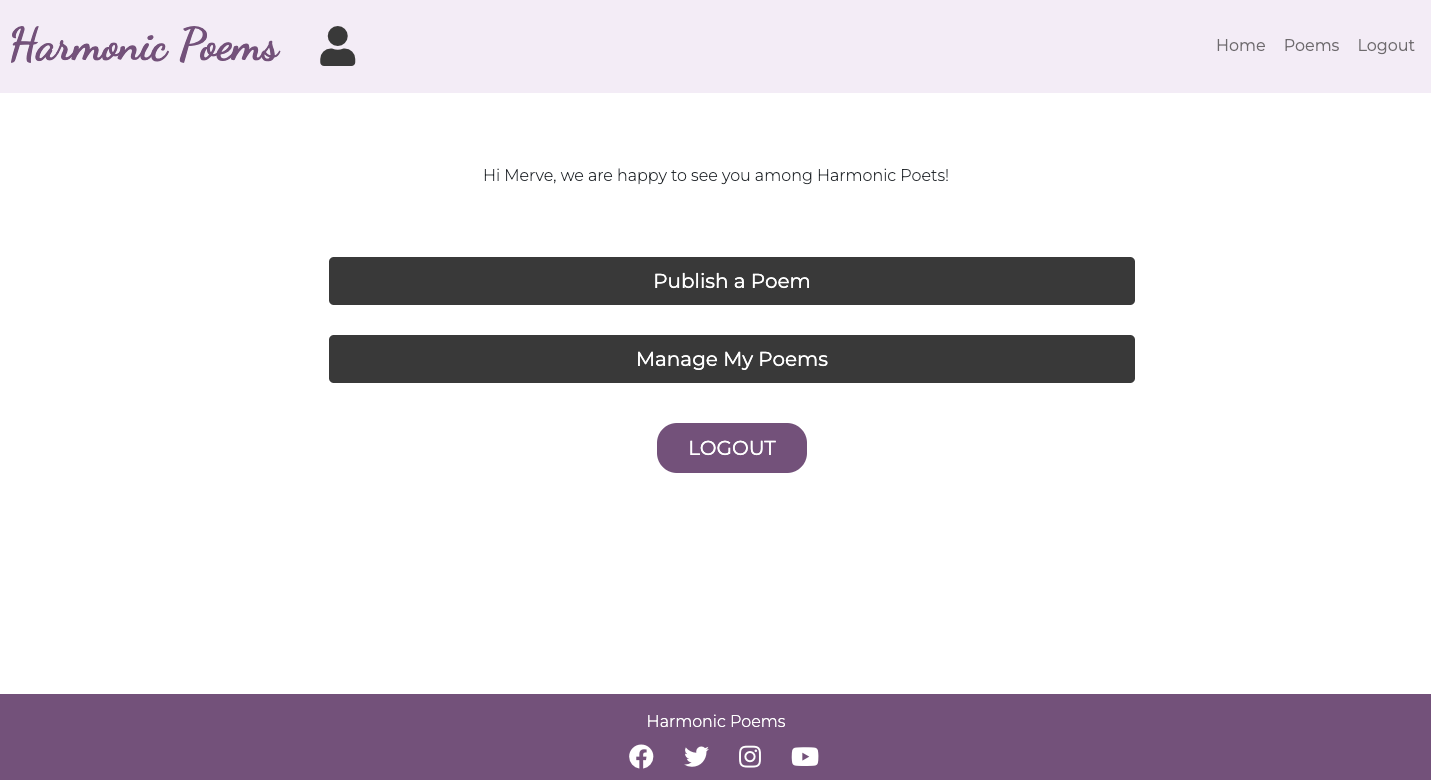 Harmonic Poems
Home Poems Logout
Hi Merve, we are happy to see you among Harmonic Poets!
Publish a Poem
Manage My Poems
LOGOUT
Harmonic Poems